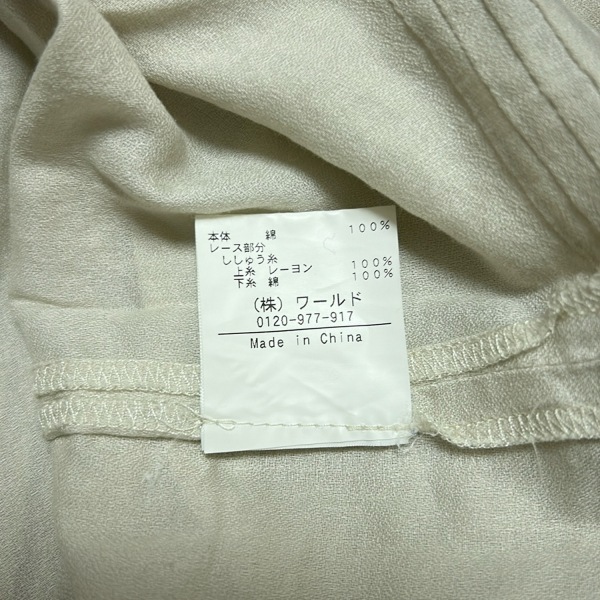 本体 綿 100%
レース部分
ししゅう糸
上糸 レーヨン 100%
下糸 綿 100%
(株) ワールド
0120-977-917
Made in China